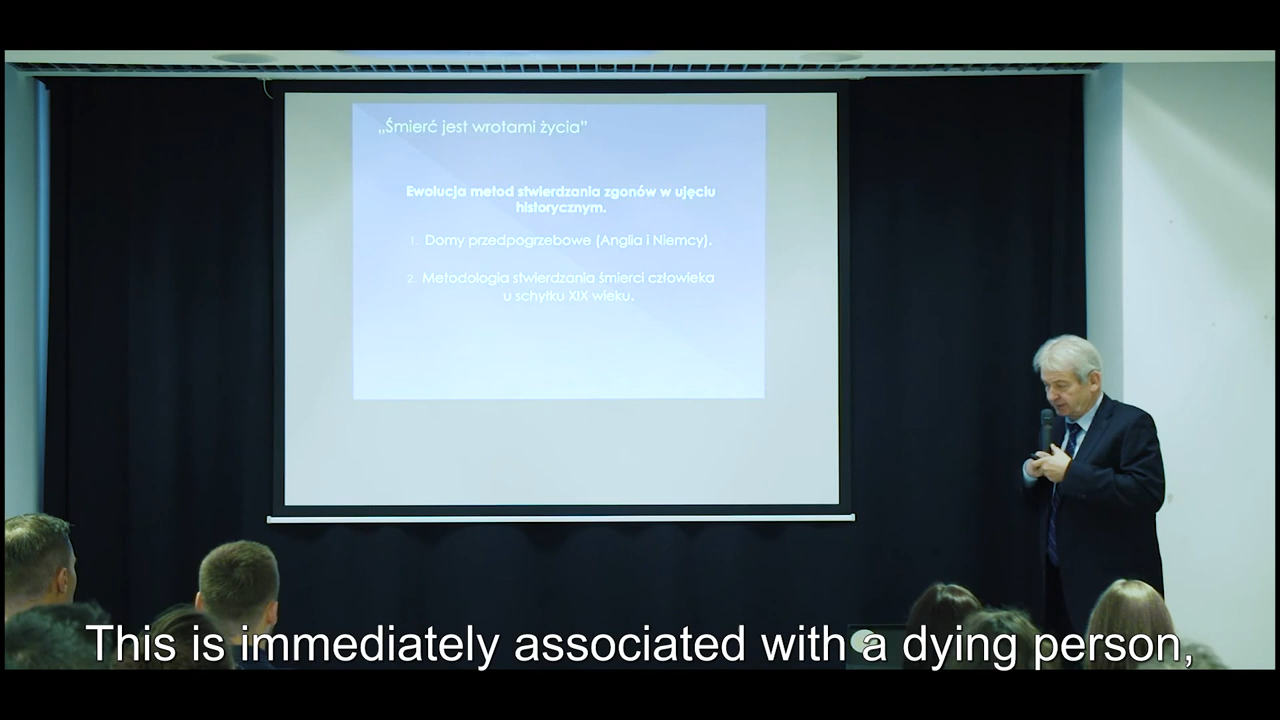 „Śmierć jest wrotami życia”
Ewolucja metod stwierdzania zgonów w ujęciu
historycznym.
1. Domy przedpogrzebowe (Anglia i Niemcy).
2. Metodologia stwierdzania śmierci człowieka
u schyłku XIX wieku.
This is immediately associated with a dying person,